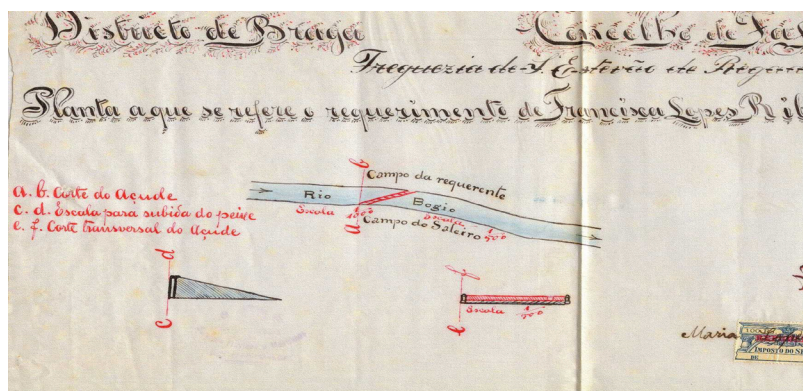 Districto de Braga
Concelho de
Freguezia de S. Estevão de
Planta a que se refere o requerimento de Francisca Lopes
a. b. Corte do Açude
c. d. Escala para subida do peixe
e. f. Corte transversal do Açude
Campo da requerente
Rio
Bogio
Escala
Escala
Campo do Saleiro
a
d
c
e
Escala
Maria
IMPOSTO DO
DE